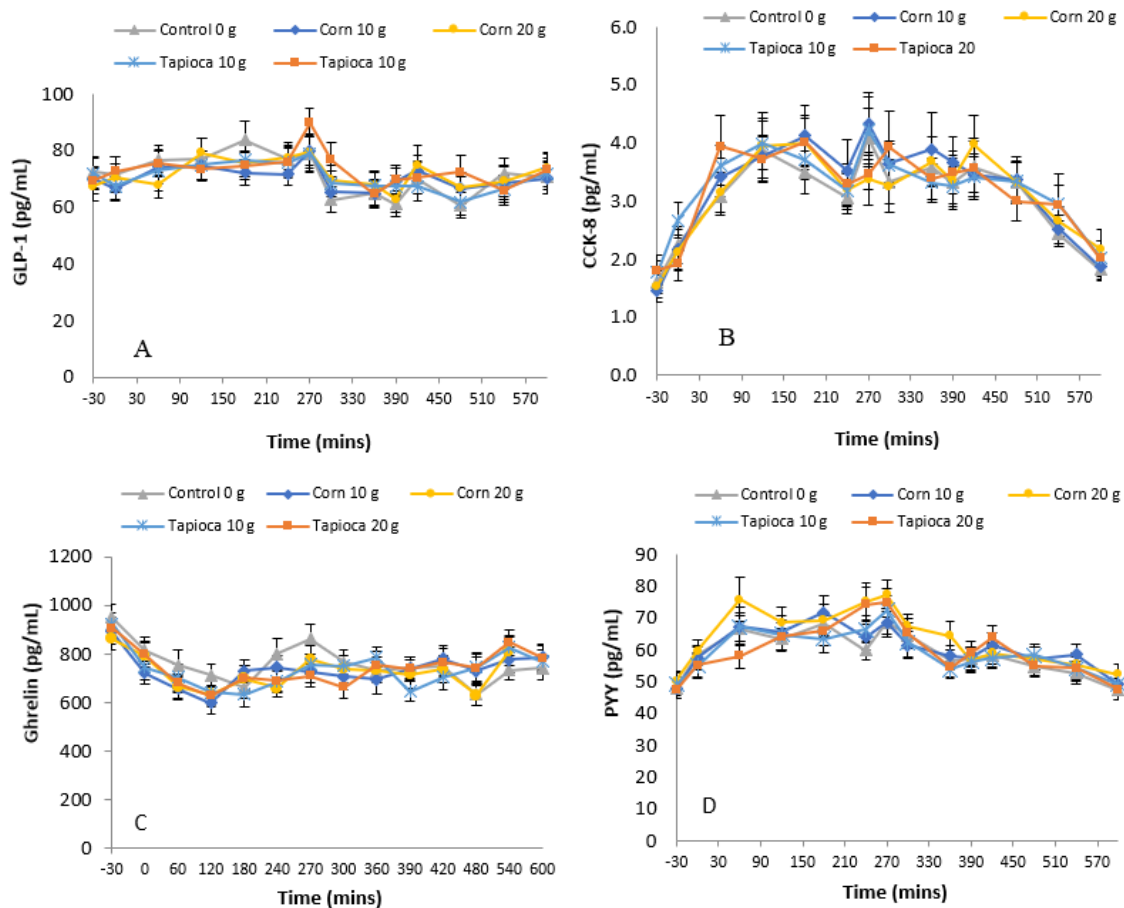 Control 0 g Corn 10 g Corn 20 g
Tapioca 10 g Tapioca 10 g
GLP-1 (pg/mL)
100
80
60
40
20
0
A
-30 30 90 150 210 270 330 390 450 510 570
Time (mins)
Control 0 g Corn 10 g Corn 20 g
Tapioca 10 g Tapioca 20
CCK-8 (pg/mL)
6.0
5.0
4.0
3.0
2.0
1.0
0.0
B
-30 30 90 150 210 270 330 390 450 510 570
Time (mins)
Control 0 g Corn 10 g Corn 20 g
Tapioca 10 g Tapioca 20 g
Ghrelin (pg/mL)
1200
1000
800
600
400
200
0
C
-30 0 60 120 180 240 270 300 360 390 420 480 540 600
Time (mins)
Control 0 g Corn 10 g Corn 20 g
Tapioca 10 g Tapioca 20 g
PYY (pg/mL)
90
80
70
60
50
40
30
20
10
0
D
-30 30 90 150 210 270 330 390 450 510 570
Time (mins)